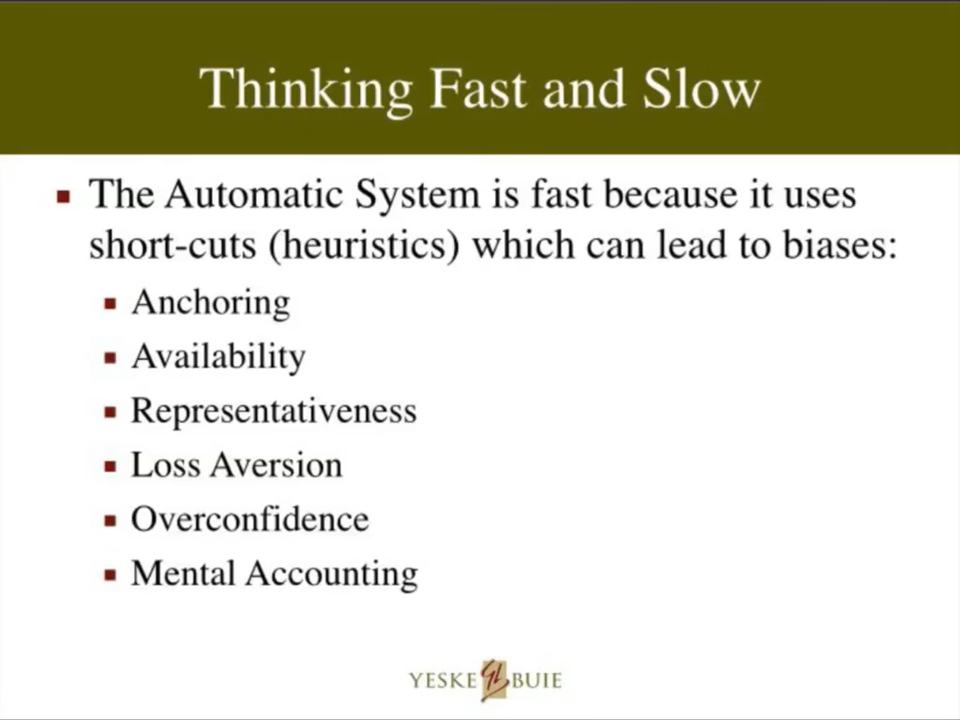 Thinking Fast and Slow
The Automatic System is fast because it uses
short-cuts (heuristics) which can lead to biases:
Anchoring
Availability
Representativeness
Loss Aversion
Overconfidence
Mental Accounting
YESKE BUIE